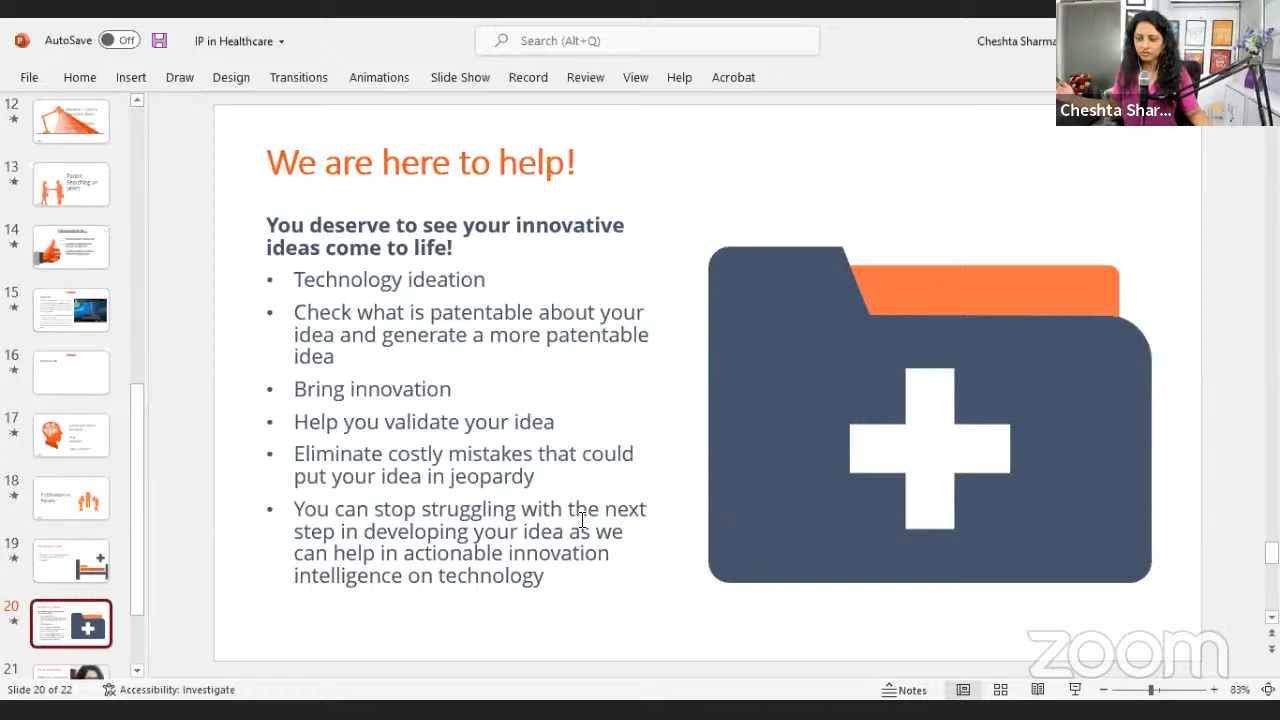 AutoSave Off IP in Healthcare Search (Alt+Q) Cheshta Sharma
File Home Insert Draw Design Slide Show Transitions Animations Slide Show Record Review View Help Acrobat
Cheshta Shar...
12
13
Patent
Searching on
14
15
16
17
18
19
20
21
We are here to help!
You deserve to see your innovative
ideas come to life!
• Technology ideation
• Check what is patentable about your
idea and generate a more patentable
idea
• Bring innovation
• Help you validate your idea
• Eliminate costly mistakes that could
put your idea in jeopardy
• You can stop struggling with the next
step in developing your idea as we
can help in actionable innovation
intelligence on technology
zoom
Slide 20 of 22 Accessibility: Investigate Notes 83%